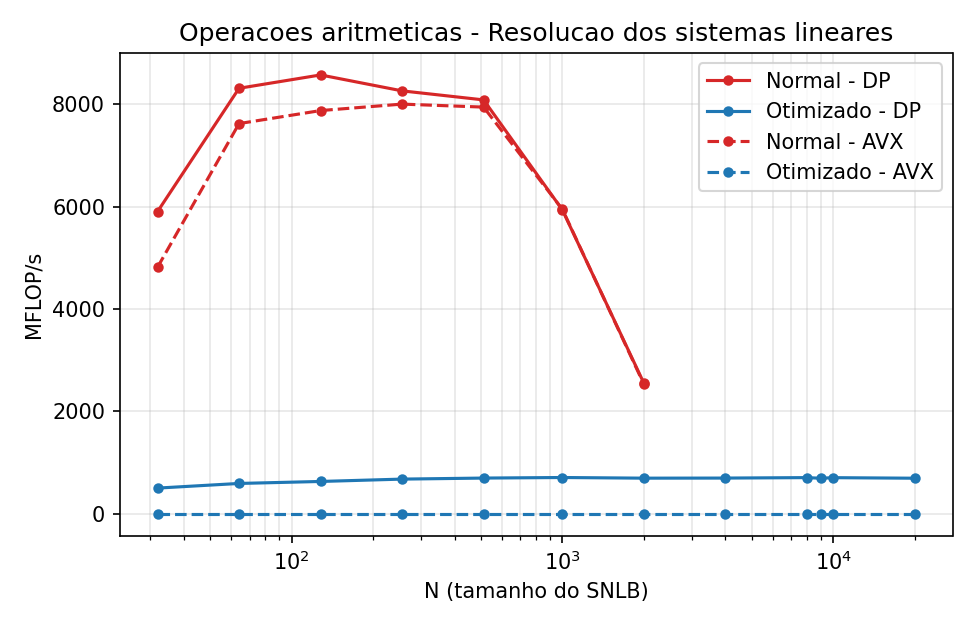 Operacoes aritmeticas - Resolucao dos sistemas lineares
Normal - DP
Otimizado - DP
Normal - AVX
Otimizado - AVX
8000
6000
4000
2000
0
MFLOP/s
10²
10³
10⁴
N (tamanho do SNLB)